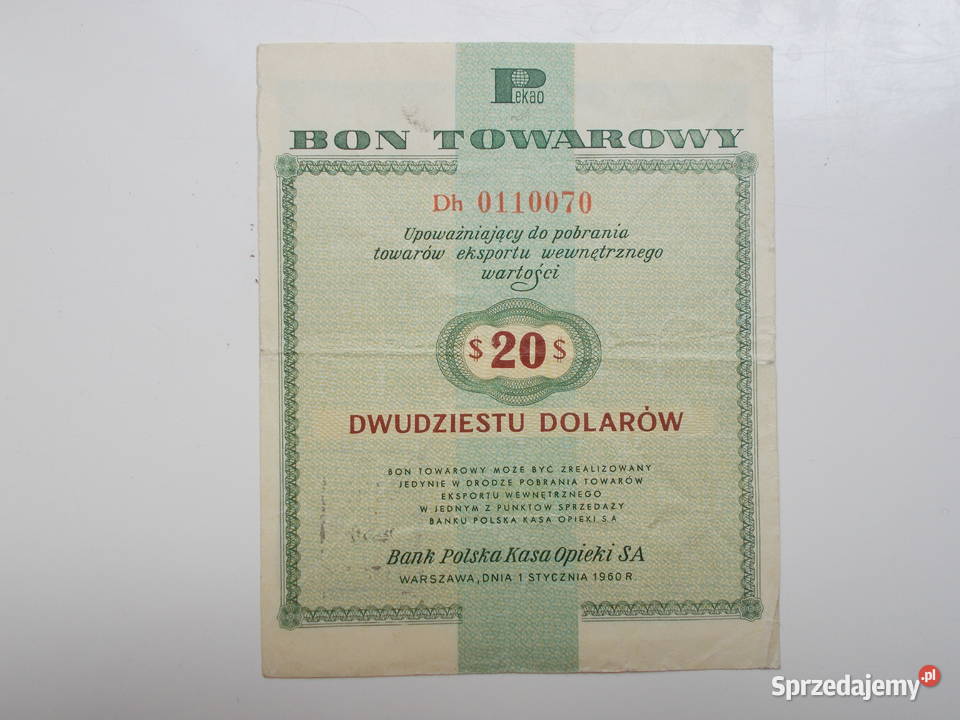 Pekao
BON TOWAROWY
Dh 0110070
Upoważniający do pobrania
towarów eksportu wewnętrznego
wartości
$ 20 $
DWUDZIESTU DOLARÓW
BON TOWAROWY MOŻE BYĆ ZREALIZOWANY
JEDYNIE W DRODZE POBRANIA TOWARÓW
EKSPORTU WEWNĘTRZNEGO
W JEDNYM Z PUNKTÓW SPRZEDAŻY
BANKU POLSKA KASA OPIEKI S.A
Bank Polska Kasa Opieki SA
WARSZAWA, DNIA 1 STYCZNIA 1960 R.
Sprzedajemy.pl